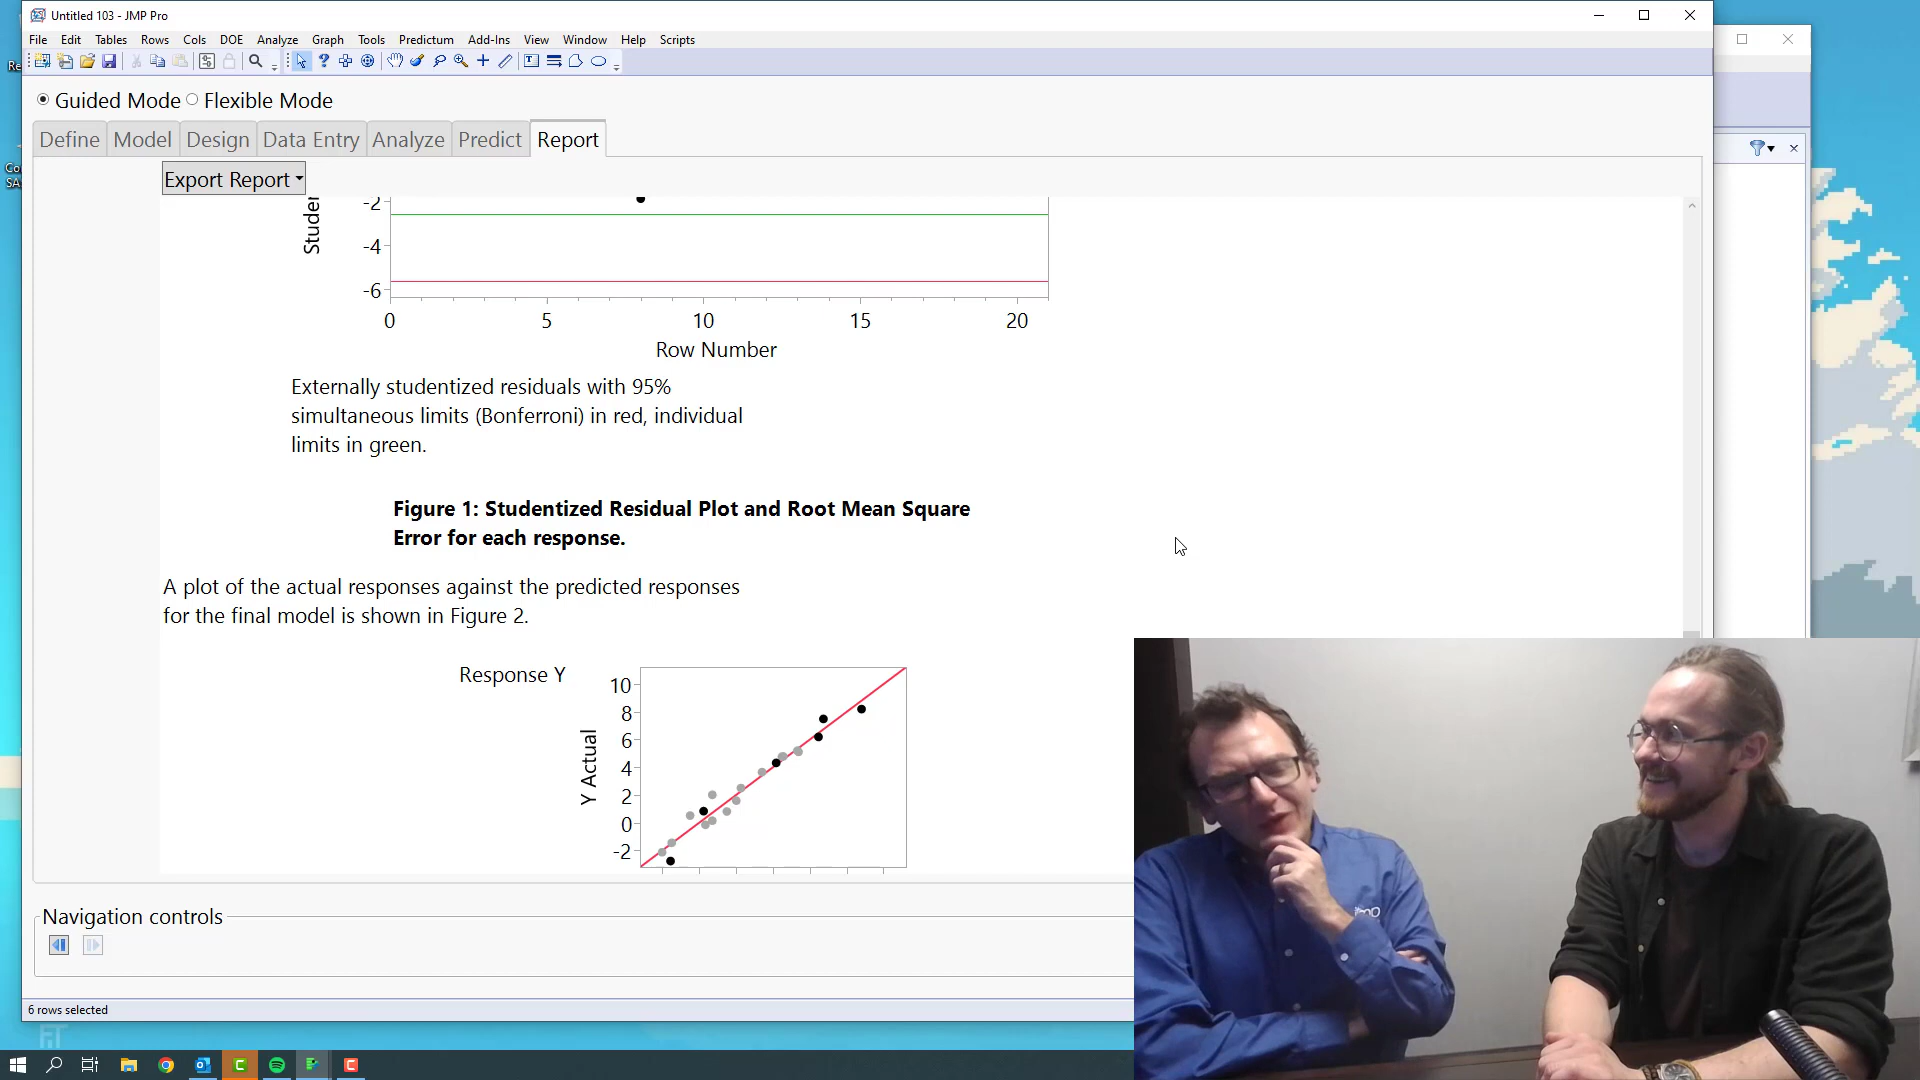 Untitled 103 - JMP Pro
File Edit Tables Rows Cols DOE Analyze Graph Tools Predictum Add-Ins View Window Help Scripts
Guided Mode Flexible Mode
Define Model Design Data Entry Analyze Predict Report
Export Report
Studer
-2
-4
-6
0 5 10 15 20
Row Number
Externally studentized residuals with 95%
simultaneous limits (Bonferroni) in red, individual
limits in green.
Figure 1: Studentized Residual Plot and Root Mean Square
Error for each response.
A plot of the actual responses against the predicted responses
for the final model is shown in Figure 2.
Response Y
Y Actual
10
8
6
4
2
0
-2
Navigation controls
6 rows selected
Re
Co
SA
jmp